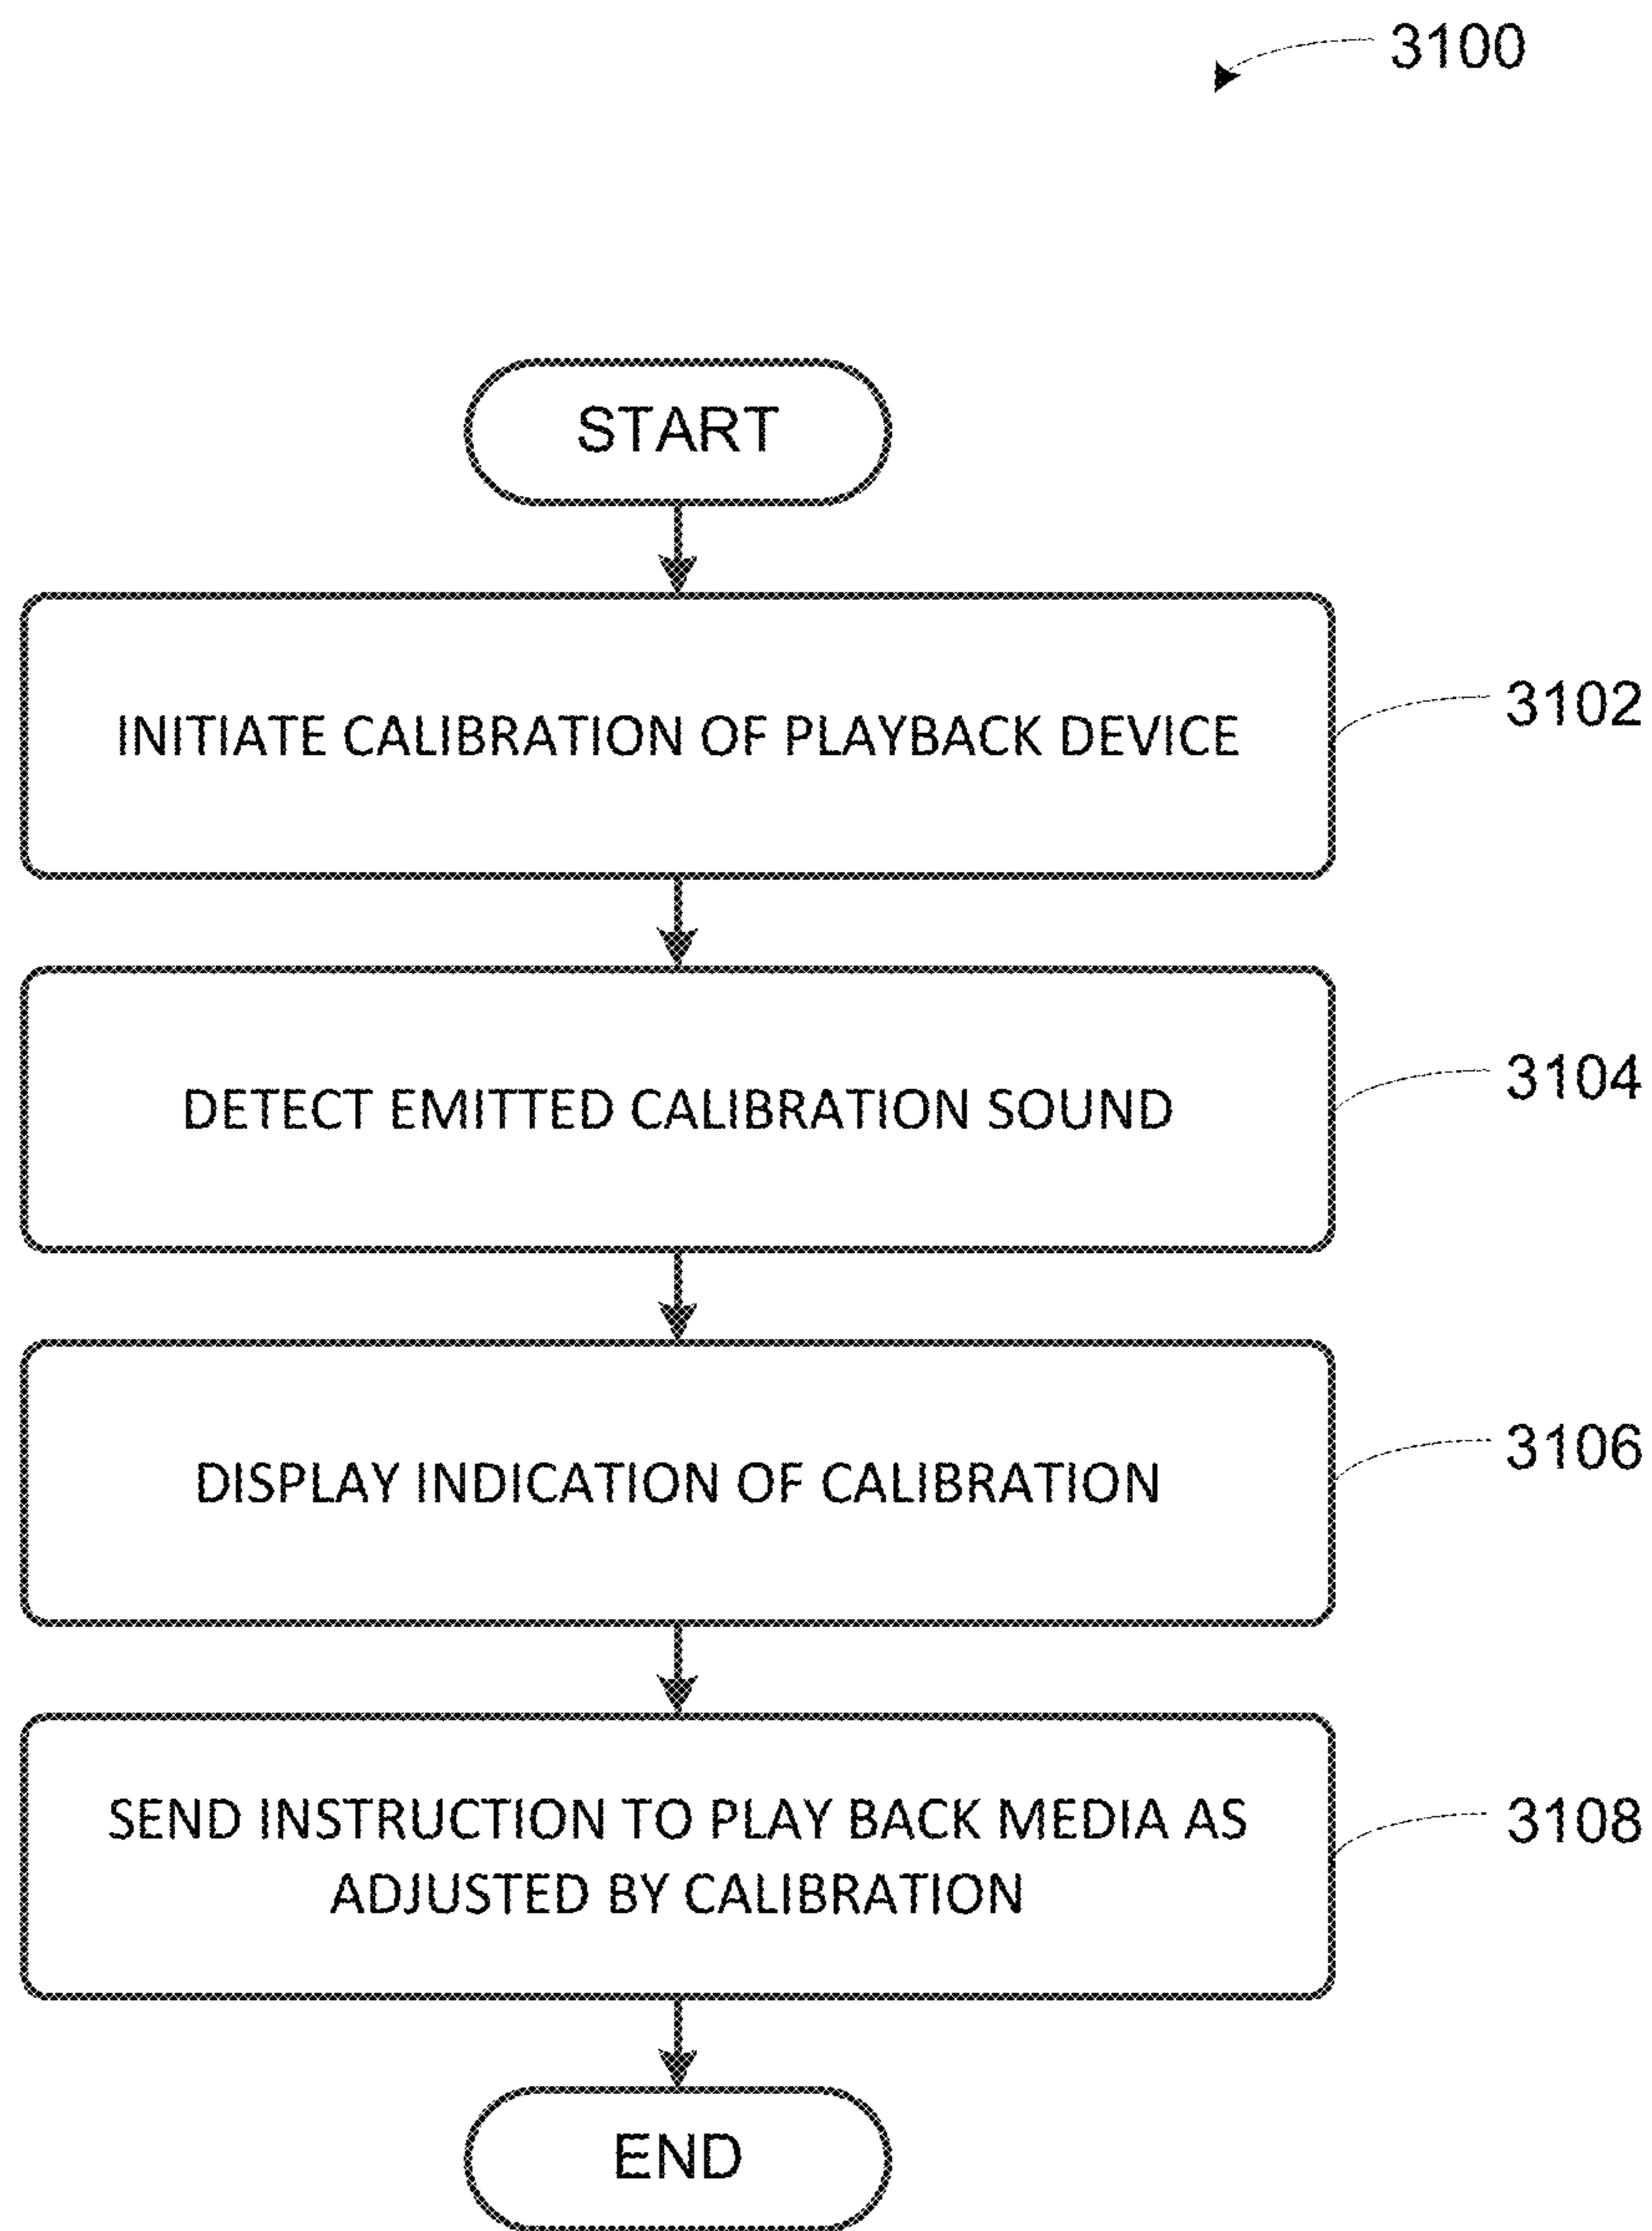 3100
START
INITIATE CALIBRATION OF PLAYBACK DEVICE
3102
DETECT EMITTED CALIBRATION SOUND
3104
DISPLAY INDICATION OF CALIBRATION
3106
SEND INSTRUCTION TO PLAY BACK MEDIA AS
ADJUSTED BY CALIBRATION
3108
END